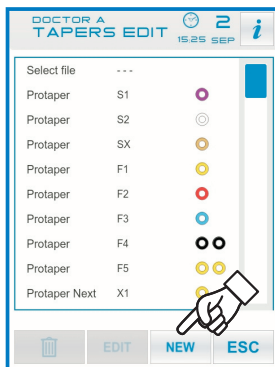 DOCTOR A
TAPERS EDIT
15:25
2
SEP
i
Select file ---
Protaper S1
Protaper S2
Protaper SX
Protaper F1
Protaper F2
Protaper F3
Protaper F4
Protaper F5
Protaper Next X1
EDIT
NEW
ESC